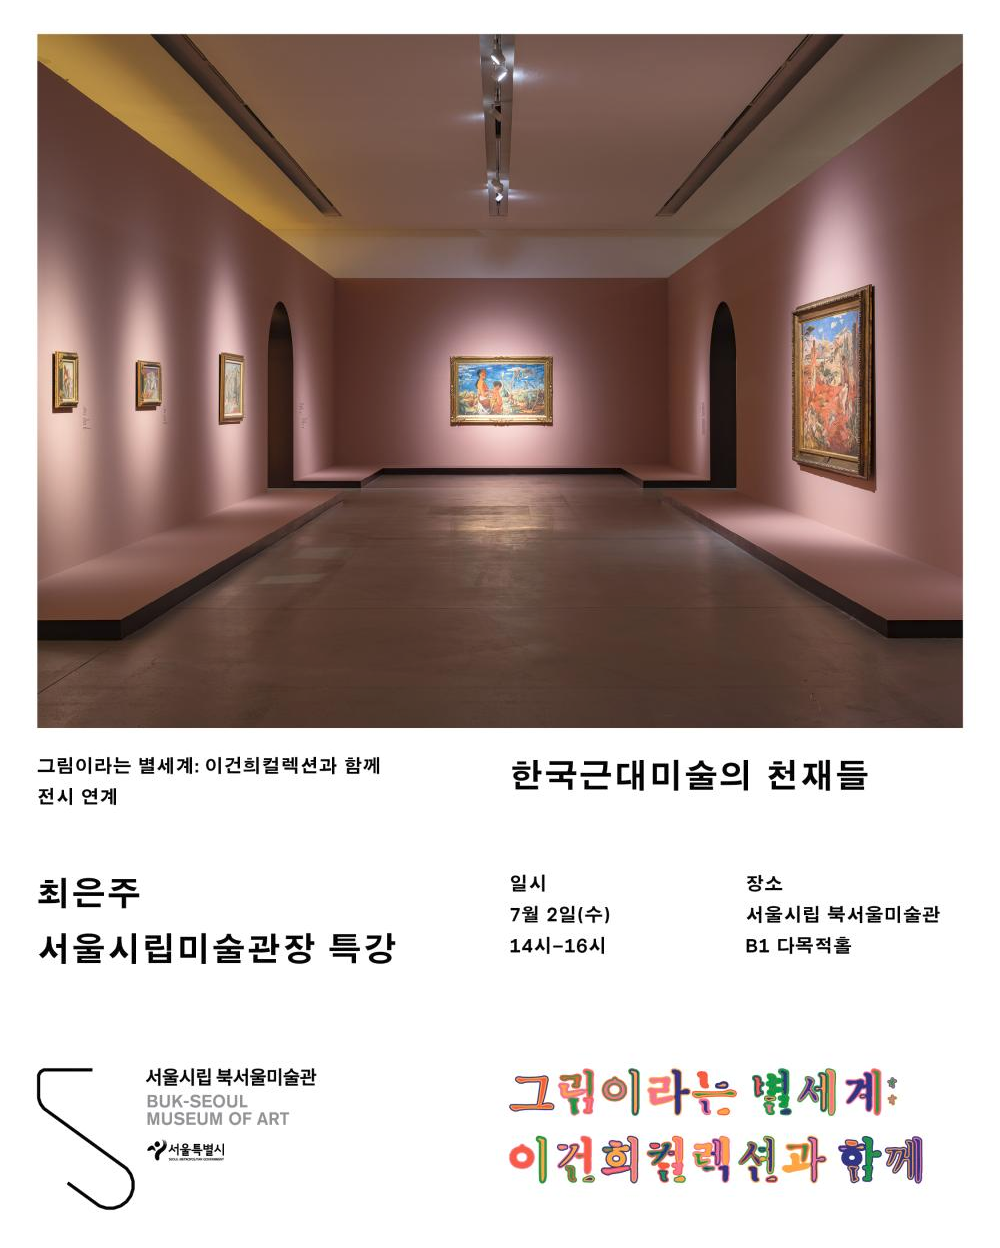 그림이라는 별세계: 이건희컬렉션과 함께
전시 연계
한국근대미술의 천재들
최은주
서울시립미술관장 특강
일시
7월 2일(수)
14시–16시
장소
서울시립 북서울미술관
B1 다목적홀
서울시립 북서울미술관
BUK-SEOUL
MUSEUM OF ART
서울특별시
SEOUL METROPOLITAN GOVERNMENT
그림이라는 별세계:
이건희컬렉션과 함께